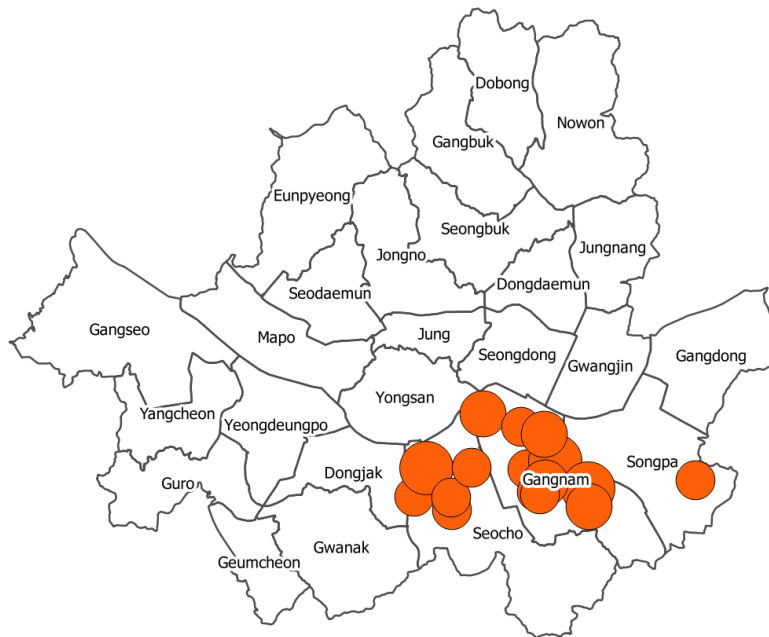 Dobong
Nowon
Gangbuk
Eunpyeong
Seongbuk
Jungnang
Jongno
Dongdaemun
Seodaemun
Gangseo
Mapo
Jung
Seongdong
Gwangjin
Gangdong
Yongsan
Yangcheon
Yeongdeungpo
Songpa
Dongjak
Gangnam
Guro
Seocho
Gwanak
Geumcheon